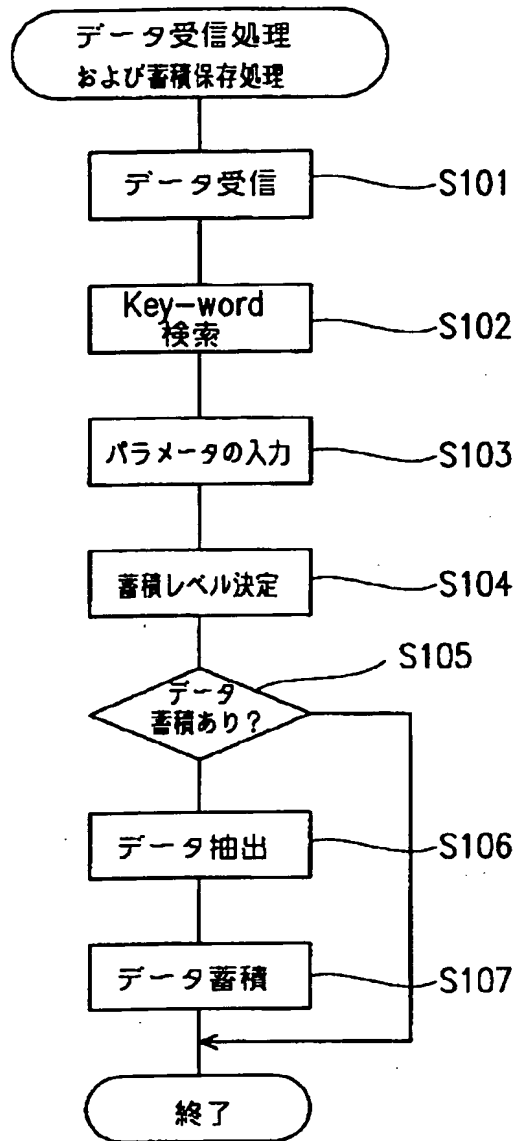 データ受信処理
および蓄積保存処理
データ受信
S101
Key-word
検索
S102
パラメータの入力
S103
蓄積レベル決定
S104
S105
データ
蓄積あり?
データ抽出
S106
データ蓄積
S107
終了